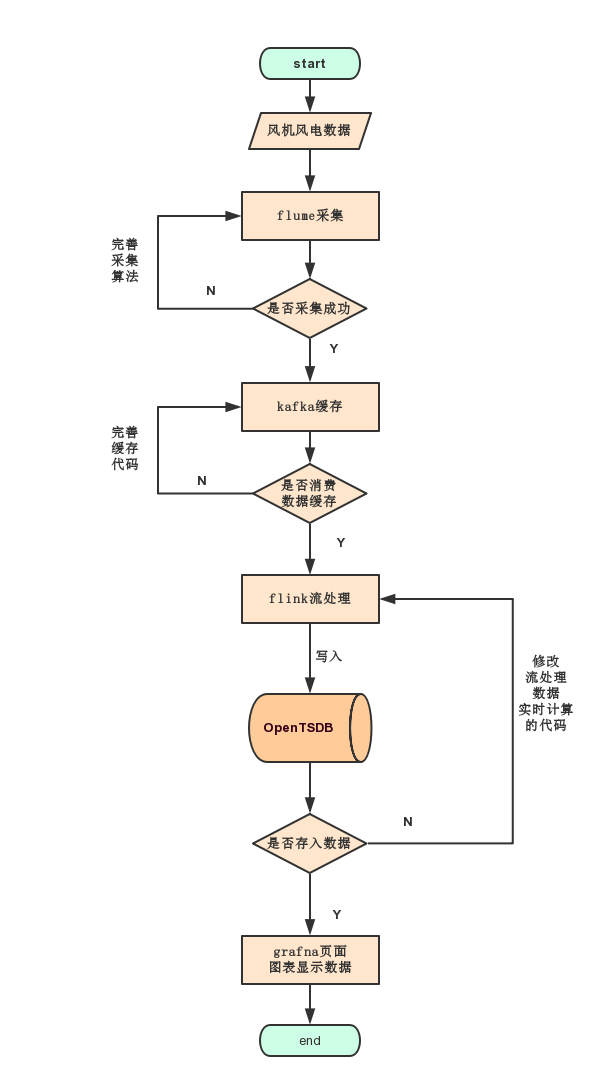 start
风机风电数据
flume采集
完善
采集
算法
N
是否采集成功
Y
kafka缓存
完善
缓存
代码
N
是否消费
数据缓存
Y
flink流处理
写入
修改
流处理
数据
实时计算
的代码
OpenTSDB
N
是否存入数据
Y
grafna页面
图表显示数据
end